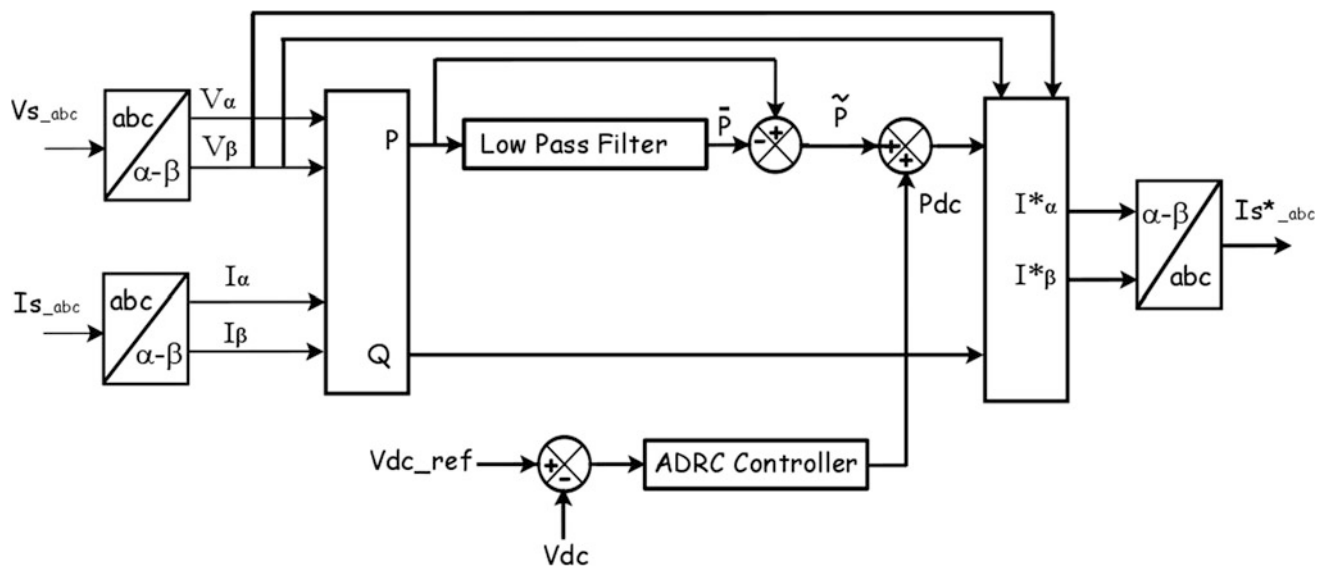 Vs_abc
abc
α-β
Vα
Vβ
P
Low Pass Filter
P̄
-
+
P̃
+
+
Pdc
I*α
I*β
α-β
abc
Is*_abc
Is_abc
abc
α-β
Iα
Iβ
Q
Vdc_ref
+
-
ADRC Controller
Vdc